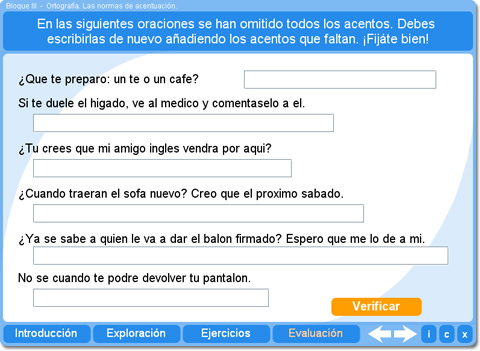 Bloque III - Ortografía. Las normas de acentuación.
En las siguientes oraciones se han omitido todos los acentos. Debes
escribirlas de nuevo añadiendo los acentos que faltan. ¡Fíjate bien!
¿Que te preparo: un te o un cafe?
Si te duele el higado, ve al medico y comentaselo a el.
¿Tu crees que mi amigo ingles vendra por aqui?
¿Cuando traeran el sofa nuevo? Creo que el proximo sabado.
¿Ya se sabe a quien le va a dar el balon firmado? Espero que me lo de a mi.
No se cuando te podre devolver tu pantalon.
Verificar
Introducción Exploración Ejercicios Evaluación i c x